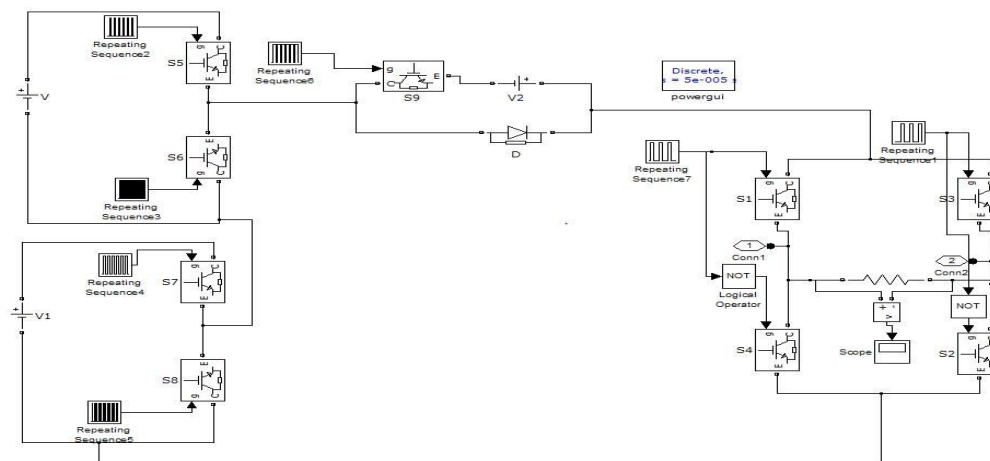 Repeating
Sequence2
g
C
S5
E
V
E
S6
g
C
Repeating
Sequence3
Repeating
Sequence6
g
C
E
S9
V2
D
Discrete,
s = 5e-005 s
powergui
Repeating
Sequence7
Repeating
Sequence1
g
C
S1
E
g
C
S3
E
1
Conn1
2
Conn2
NOT
Logical
Operator
NOT
+
-
v
Scope
g
C
S4
E
g
C
S2
E
Repeating
Sequence4
g
C
S7
E
V1
E
S8
g
C
Repeating
Sequence5